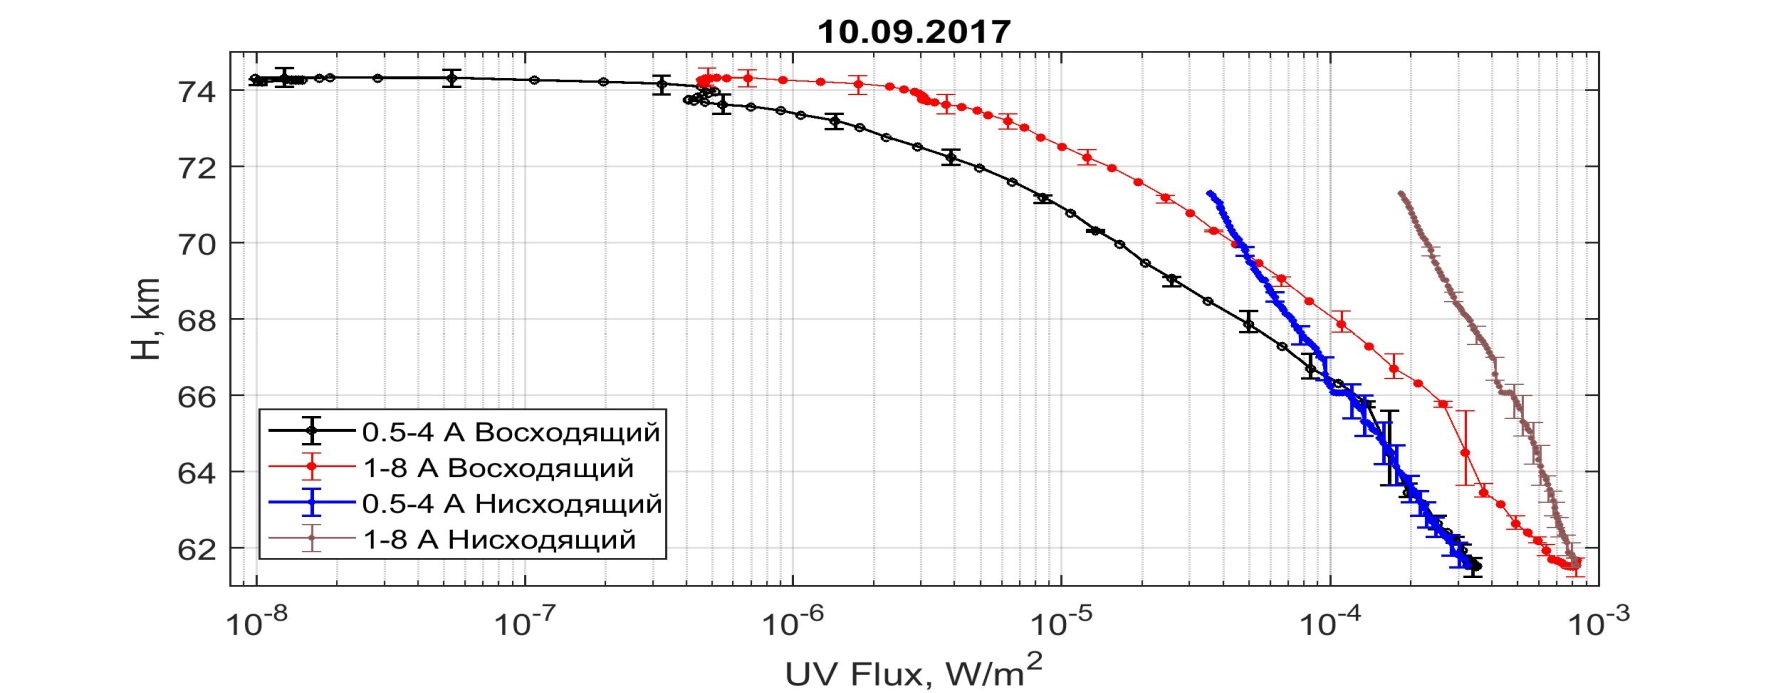 10.09.2017
74
72
70
68
66
64
62
H, km
0.5-4 А Восходящий
1-8 А Восходящий
0.5-4 А Нисходящий
1-8 А Нисходящий
10⁻⁸ 10⁻⁷ 10⁻⁶ 10⁻⁵ 10⁻⁴ 10⁻³
UV Flux, W/m²